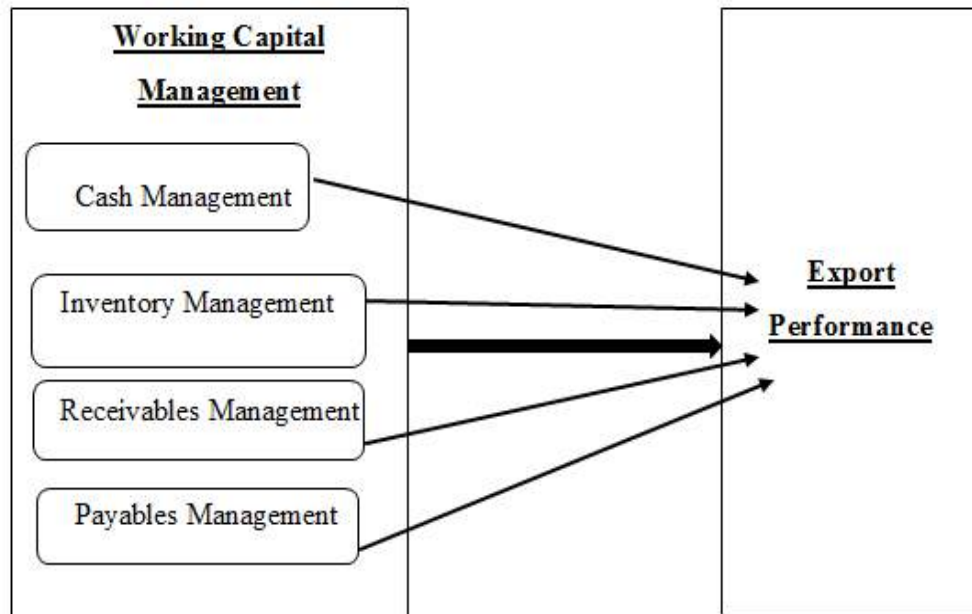 Working Capital
Management
Cash Management
Inventory Management
Receivables Management
Payables Management
Export
Performance